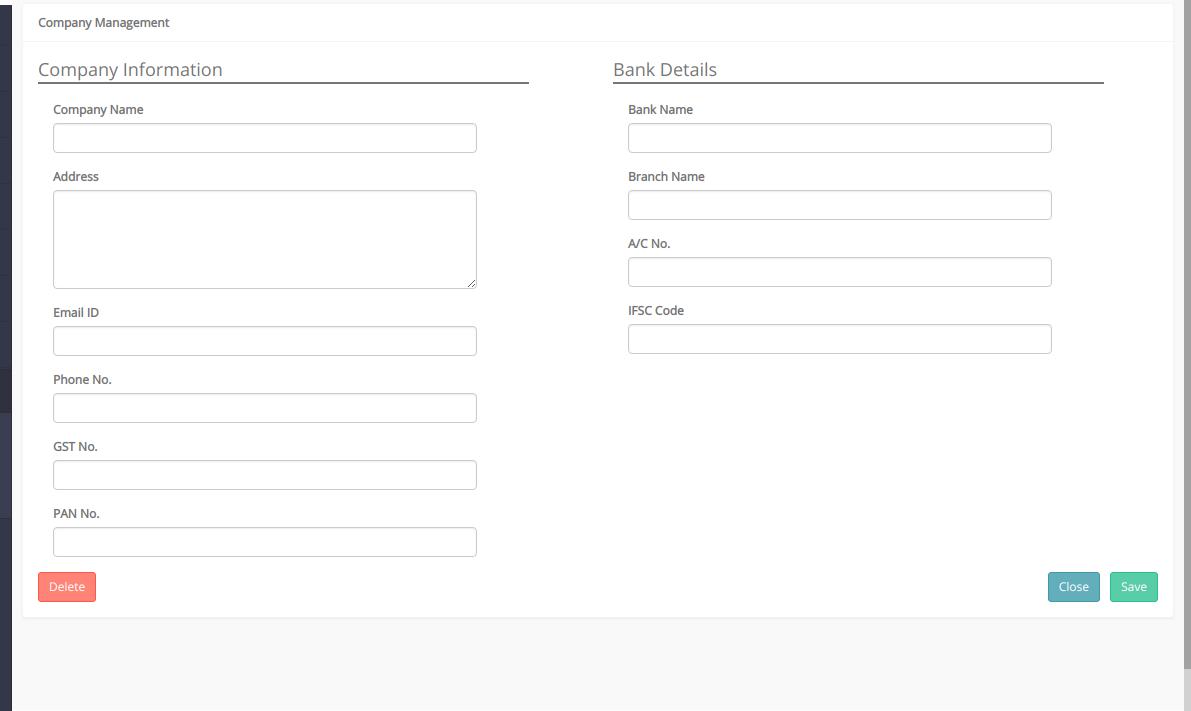 Company Management
Company Information
Company Name
Address
Email ID
Phone No.
GST No.
PAN No.
Bank Details
Bank Name
Branch Name
A/C No.
IFSC Code
Delete
Close
Save